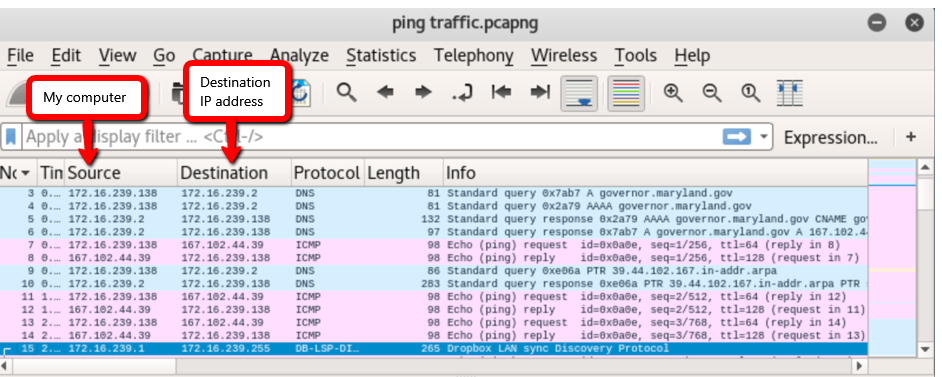 ping traffic.pcapng
File Edit View Go Capture Analyze Statistics Telephony Wireless Tools Help
My computer
Destination
IP address
Apply a display filter ... <Ctrl-/>
Expression...
+
No Tin Source Destination Protocol Length Info
3 0.… 172.16.239.138 172.16.239.2 DNS 81 Standard query 0x7ab7 A governor.maryland.gov
4 0.… 172.16.239.138 172.16.239.2 DNS 81 Standard query 0x2a79 AAAA governor.maryland.gov
5 0.… 172.16.239.2 172.16.239.138 DNS 132 Standard query response 0x2a79 AAAA governor.maryland.gov CNAME gov
6 0.… 172.16.239.2 172.16.239.138 DNS 97 Standard query response 0x7ab7 A governor.maryland.gov A 167.102.4
7 0.… 172.16.239.138 167.102.44.39 ICMP 98 Echo (ping) request id=0x0a0e, seq=1/256, ttl=64 (reply in 8)
8 0.… 167.102.44.39 172.16.239.138 ICMP 98 Echo (ping) reply id=0x0a0e, seq=1/256, ttl=128 (request in 7)
9 0.… 172.16.239.138 172.16.239.2 DNS 86 Standard query 0xe06a PTR 39.44.102.167.in-addr.arpa
10 0.… 172.16.239.2 172.16.239.138 DNS 283 Standard query response 0xe06a PTR 39.44.102.167.in-addr.arpa PTR
11 1.… 172.16.239.138 167.102.44.39 ICMP 98 Echo (ping) request id=0x0a0e, seq=2/512, ttl=64 (reply in 12)
12 1.… 167.102.44.39 172.16.239.138 ICMP 98 Echo (ping) reply id=0x0a0e, seq=2/512, ttl=128 (request in 11)
13 2.… 172.16.239.138 167.102.44.39 ICMP 98 Echo (ping) request id=0x0a0e, seq=3/768, ttl=64 (reply in 14)
14 2.… 167.102.44.39 172.16.239.138 ICMP 98 Echo (ping) reply id=0x0a0e, seq=3/768, ttl=128 (request in 13)
15 2.… 172.16.239.1 172.16.239.255 DB-LSP-DI… 265 Dropbox LAN sync Discovery Protocol